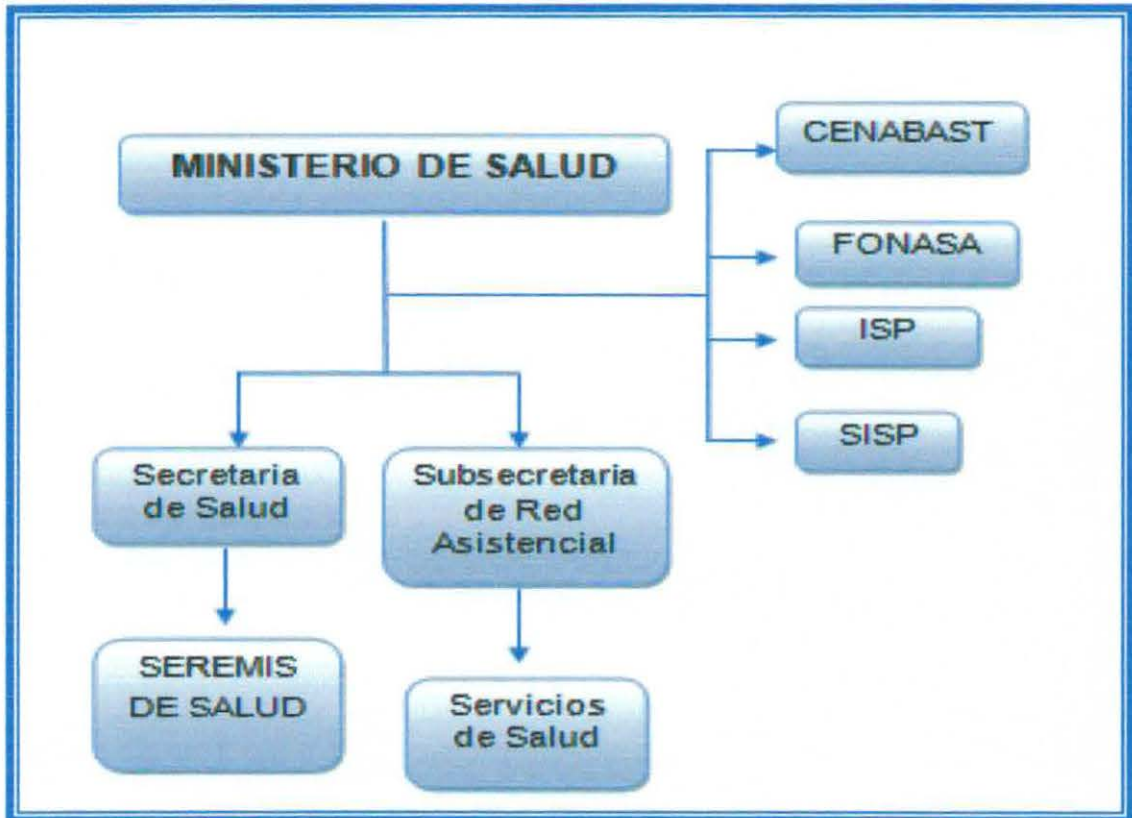 MINISTERIO DE SALUD
CENABAST
FONASA
ISP
SISP
Secretaria
de Salud
Subsecretaria
de Red
Asistencial
SEREMIS
DE SALUD
Servicios
de Salud